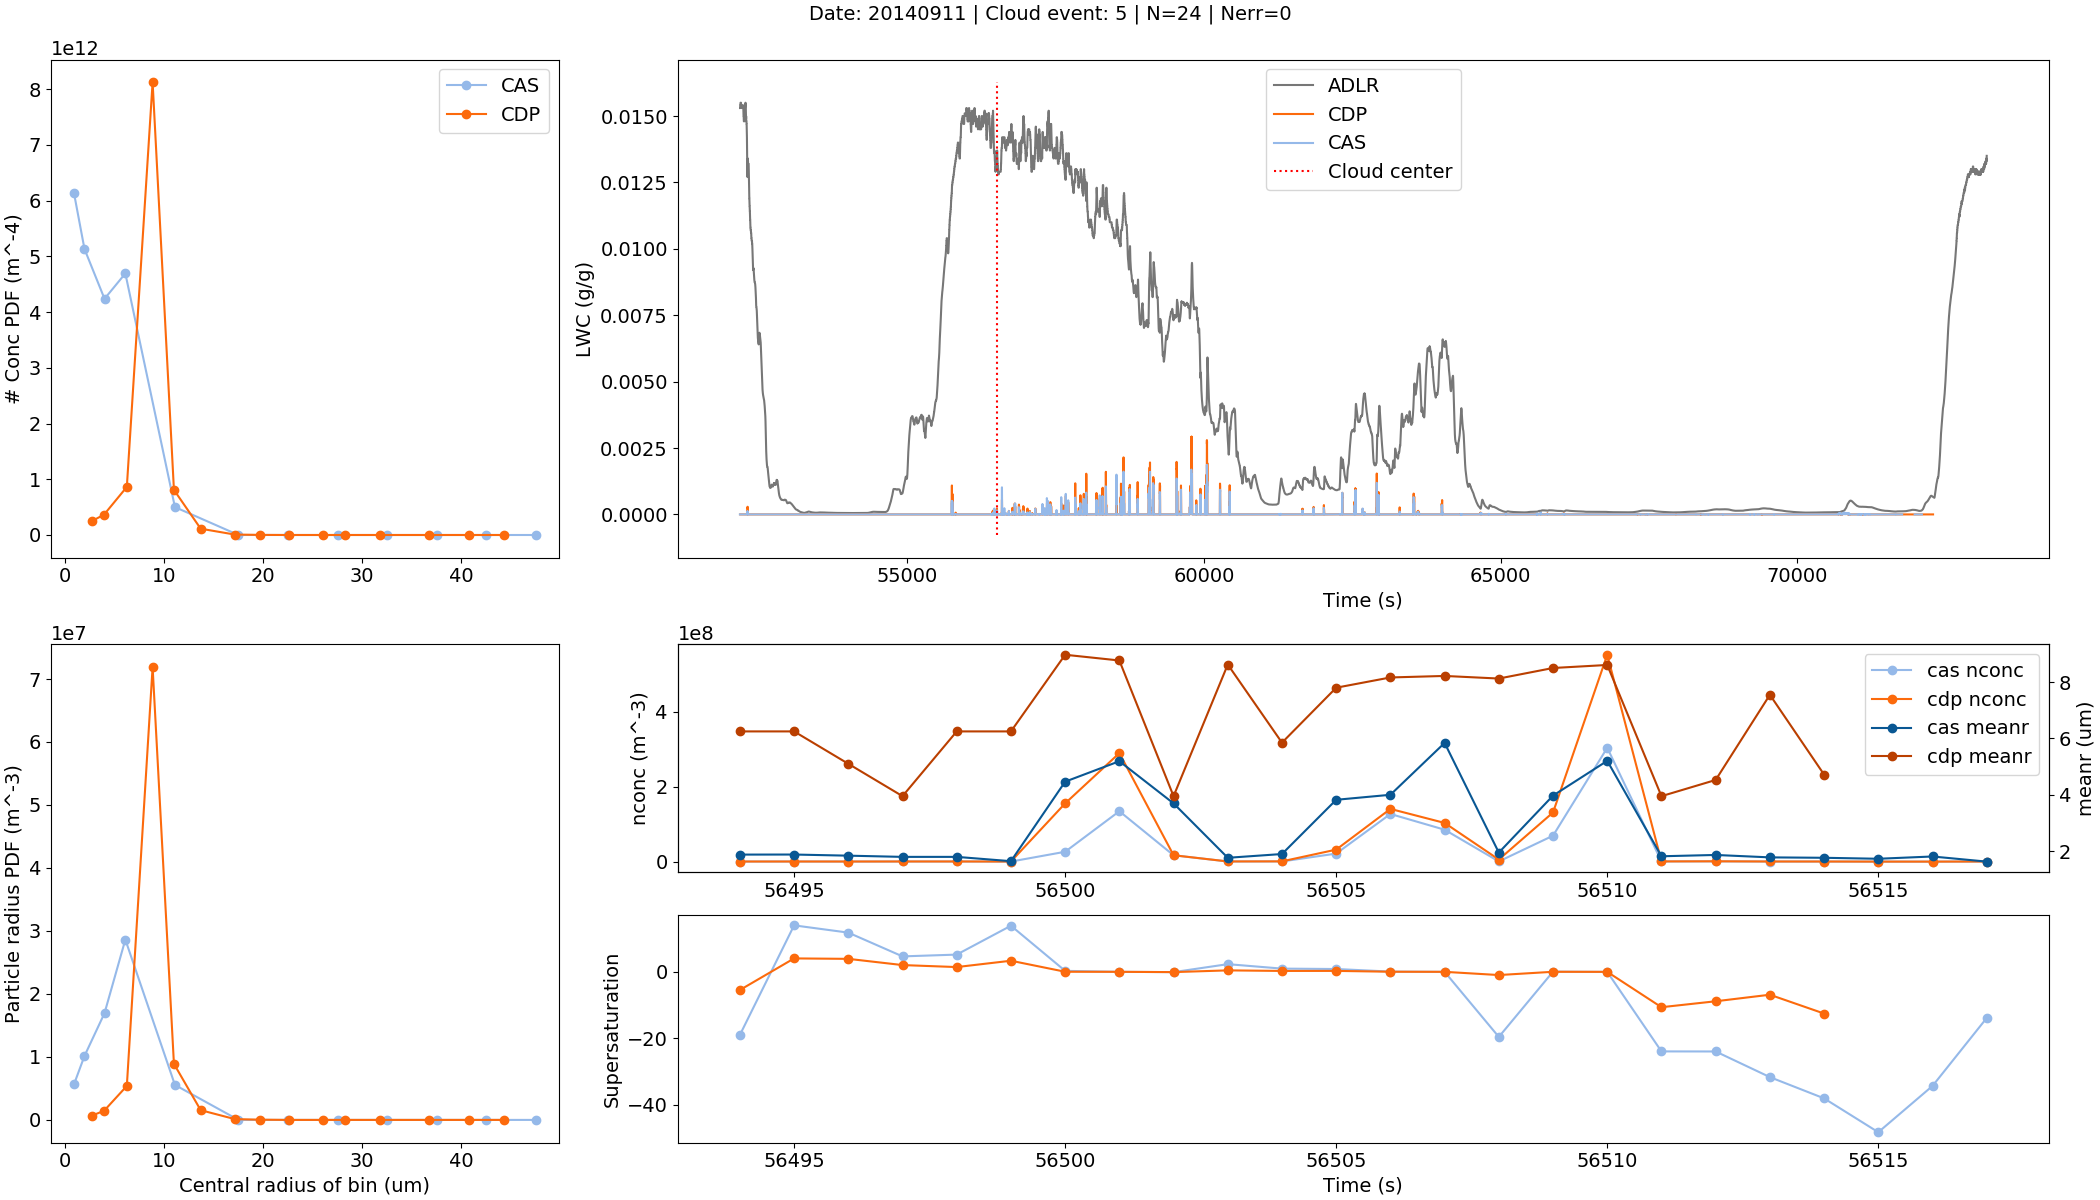 Date: 20140911 | Cloud event: 5 | N=24 | Nerr=0
1e12
# Conc PDF (m^-4)
8
7
6
5
4
3
2
1
0
0 10 20 30 40
CAS
CDP
LWC (g/g)
0.0150
0.0125
0.0100
0.0075
0.0050
0.0025
0.0000
55000 60000 65000 70000
Time (s)
ADLR
CDP
CAS
Cloud center
1e7
Particle radius PDF (m^-3)
7
6
5
4
3
2
1
0
0 10 20 30 40
Central radius of bin (um)
1e8
nconc (m^-3)
4
2
0
56495 56500 56505 56510 56515
8
6
4
2
meanr (um)
cas nconc
cdp nconc
cas meanr
cdp meanr
Supersaturation
0
−20
−40
56495 56500 56505 56510 56515
Time (s)